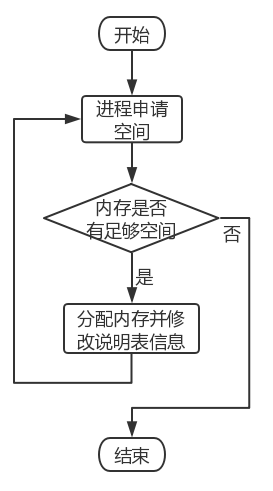 开始
进程申请
空间
内存是否
有足够空间
否
是
分配内存并修
改说明表信息
结束